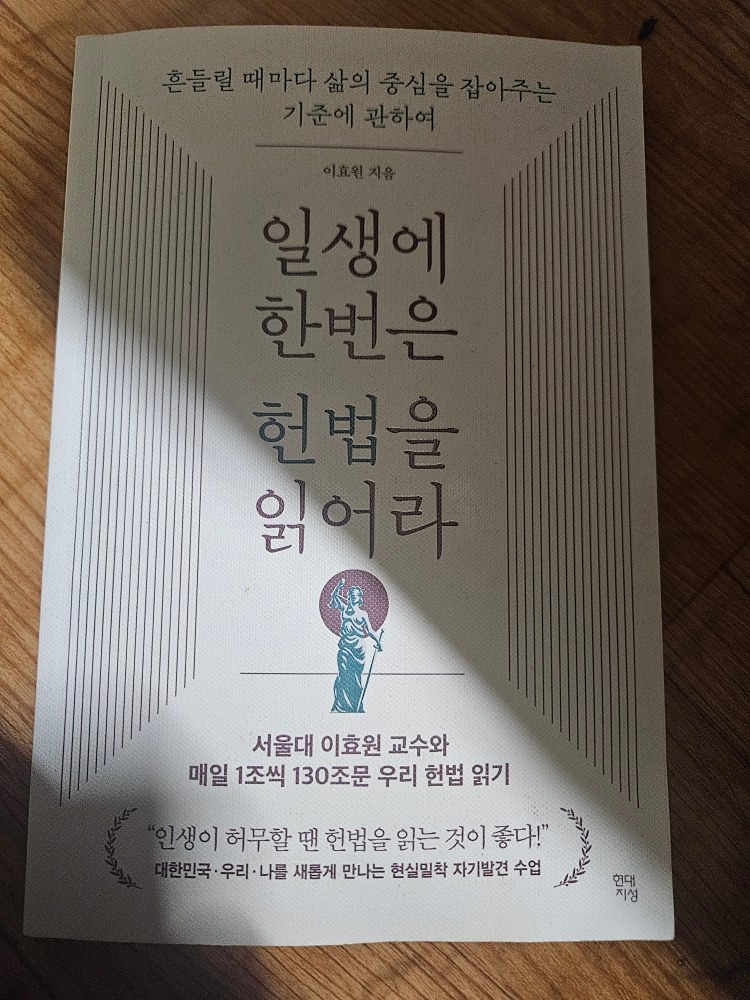 흔들릴 때마다 삶의 중심을 잡아주는
기준에 관하여
이효원 지음
일생에
한번은
헌법을
읽어라
서울대 이효원 교수와
매일 1조씩 130조문 우리 헌법 읽기
“인생이 허무할 땐 헌법을 읽는 것이 좋다!”
대한민국·우리·나를 새롭게 만나는 현실밀착 자기발견 수업
현대
지성